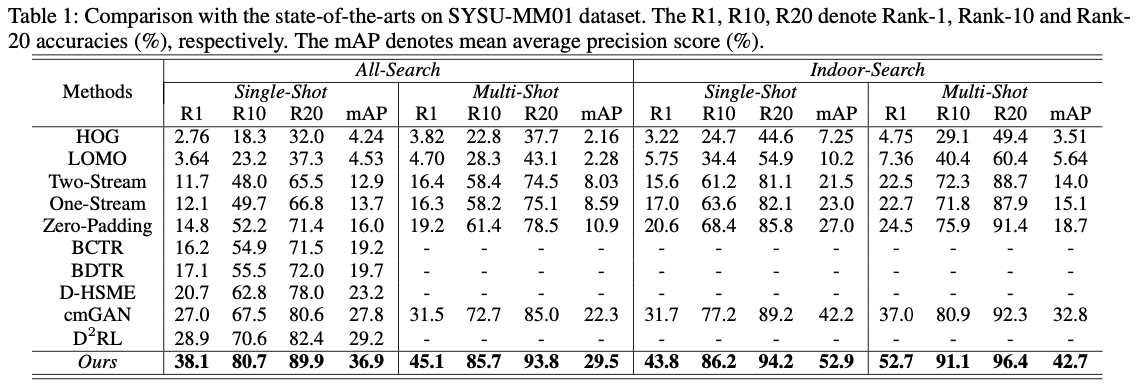 Table 1: Comparison with the state-of-the-arts on SYSU-MM01 dataset. The R1, R10, R20 denote Rank-1, Rank-10 and Rank-
20 accuracies (%), respectively. The mAP denotes mean average precision score (%).
All-Search Indoor-Search
Methods Single-Shot Multi-Shot Single-Shot Multi-Shot
R1 R10 R20 mAP R1 R10 R20 mAP R1 R10 R20 mAP R1 R10 R20 mAP
HOG 2.76 18.3 32.0 4.24 3.82 22.8 37.7 2.16 3.22 24.7 44.6 7.25 4.75 29.1 49.4 3.51
LOMO 3.64 23.2 37.3 4.53 4.70 28.3 43.1 2.28 5.75 34.4 54.9 10.2 7.36 40.4 60.4 5.64
Two-Stream 11.7 48.0 65.5 12.9 16.4 58.4 74.5 8.03 15.6 61.2 81.1 21.5 22.5 72.3 88.7 14.0
One-Stream 12.1 49.7 66.8 13.7 16.3 58.2 75.1 8.59 17.0 63.6 82.1 23.0 22.7 71.8 87.9 15.1
Zero-Padding 14.8 52.2 71.4 16.0 19.2 61.4 78.5 10.9 20.6 68.4 85.8 27.0 24.5 75.9 91.4 18.7
BCTR 16.2 54.9 71.5 19.2 - - - - - - - - - - - -
BDTR 17.1 55.5 72.0 19.7 - - - - - - - - - - - -
D-HSME 20.7 62.8 78.0 23.2 - - - - - - - - - - - -
cmGAN 27.0 67.5 80.6 27.8 31.5 72.7 85.0 22.3 31.7 77.2 89.2 42.2 37.0 80.9 92.3 32.8
D²RL 28.9 70.6 82.4 29.2 - - - - - - - - - - - -
Ours 38.1 80.7 89.9 36.9 45.1 85.7 93.8 29.5 43.8 86.2 94.2 52.9 52.7 91.1 96.4 42.7